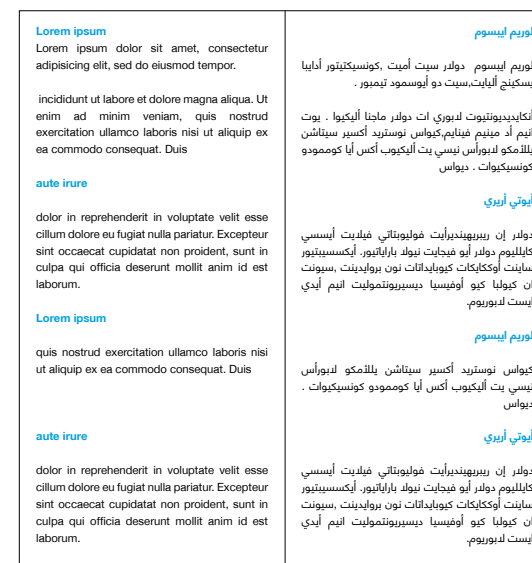 Lorem ipsum
Lorem ipsum dolor sit amet, consectetur
adipisicing elit, sed do eiusmod tempor.
incididunt ut labore et dolore magna aliqua. Ut
enim ad minim veniam, quis nostrud
exercitation ullamco laboris nisi ut aliquip ex
ea commodo consequat. Duis
aute irure
dolor in reprehenderit in voluptate velit esse
cillum dolore eu fugiat nulla pariatur. Excepteur
sint occaecat cupidatat non proident, sunt in
culpa qui officia deserunt mollit anim id est
laborum.
Lorem ipsum
quis nostrud exercitation ullamco laboris nisi
ut aliquip ex ea commodo consequat. Duis
aute irure
dolor in reprehenderit in voluptate velit esse
cillum dolore eu fugiat nulla pariatur. Excepteur
sint occaecat cupidatat non proident, sunt in
culpa qui officia deserunt mollit anim id est
laborum.
لوريم ايبسوم
لوريم ايبسوم دولار سيت أميت ,كونسيكتيتور أدايبا
يسكينج أليايت,سيت دو أيوسمود تيمبور .
أنكايديديونتيوت لابوري ات دولار ماجنا أليكيوا . يوت
انيم أد مينيم فينايم,كيواس نوستريد أكسير سيتاشن
يللأمكو لابورأس نيسي يت أليكيوب أكس أيا كوممودو
كونسيكيوات . ديواس
أيوتي أريري
دولار إن ريبريهينديرأيت فوليوبتاتي فيلايت أيسسي
كايلليوم دولار أيو فيجايت نيولا باراياتيور. أيكسسيبتيور
ساينت أوككايكات كيوبايداتات نون بروايدينت ,سيونت
ان كيولبا كيو أوفيسيا ديسيريونتموليت انيم أيدي
ايست لابوريوم.
لوريم ايبسوم
كيواس نوستريد أكسير سيتاشن يللأمكو لابورأس
نيسي يت أليكيوب أكس أيا كوممودو كونسيكيوات .
ديواس
أيوتي أريري
دولار إن ريبريهينديرأيت فوليوبتاتي فيلايت أيسسي
كايلليوم دولار أيو فيجايت نيولا باراياتيور. أيكسسيبتيور
ساينت أوككايكات كيوبايداتات نون بروايدينت ,سيونت
ان كيولبا كيو أوفيسيا ديسيريونتموليت انيم أيدي
ايست لابوريوم.